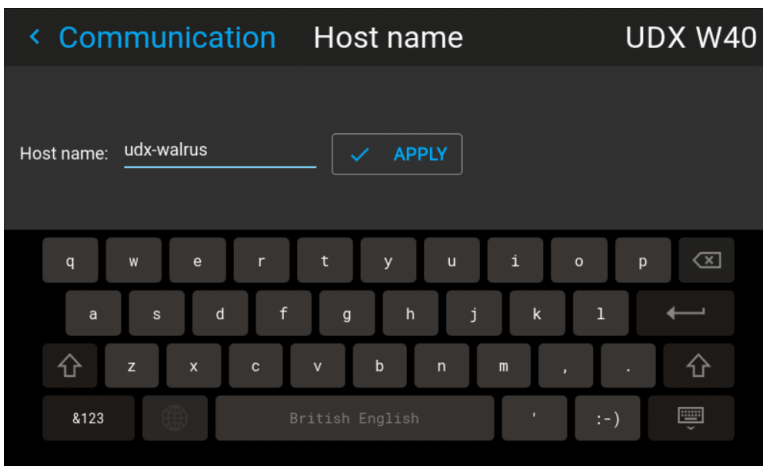 < Communication Host name UDX W40
Host name: udx-walrus APPLY
q w e r t y u i o p
a s d f g h j k l
z x c v b n m , .
&123 British English ' :-)